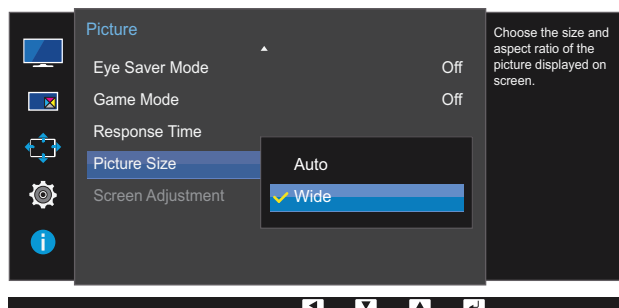 Picture
Choose the size and
aspect ratio of the
picture displayed on
screen.
Eye Saver Mode Off
Game Mode Off
Response Time
Picture Size
Auto
Screen Adjustment
Wide